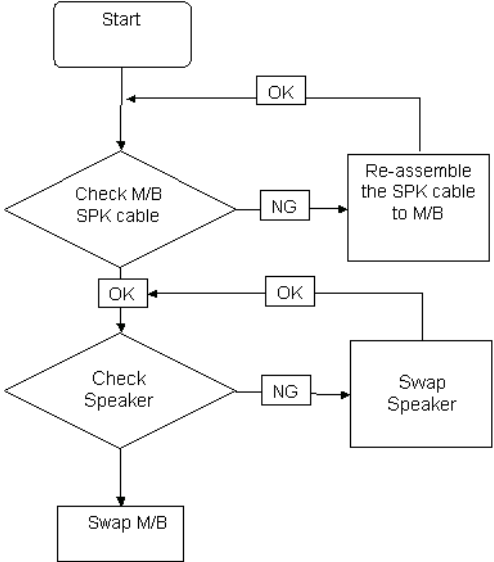 Start
OK
Check M/B
SPK cable
NG
Re-assemble
the SPK cable
to M/B
OK
OK
Check
Speaker
NG
Swap
Speaker
Swap M/B